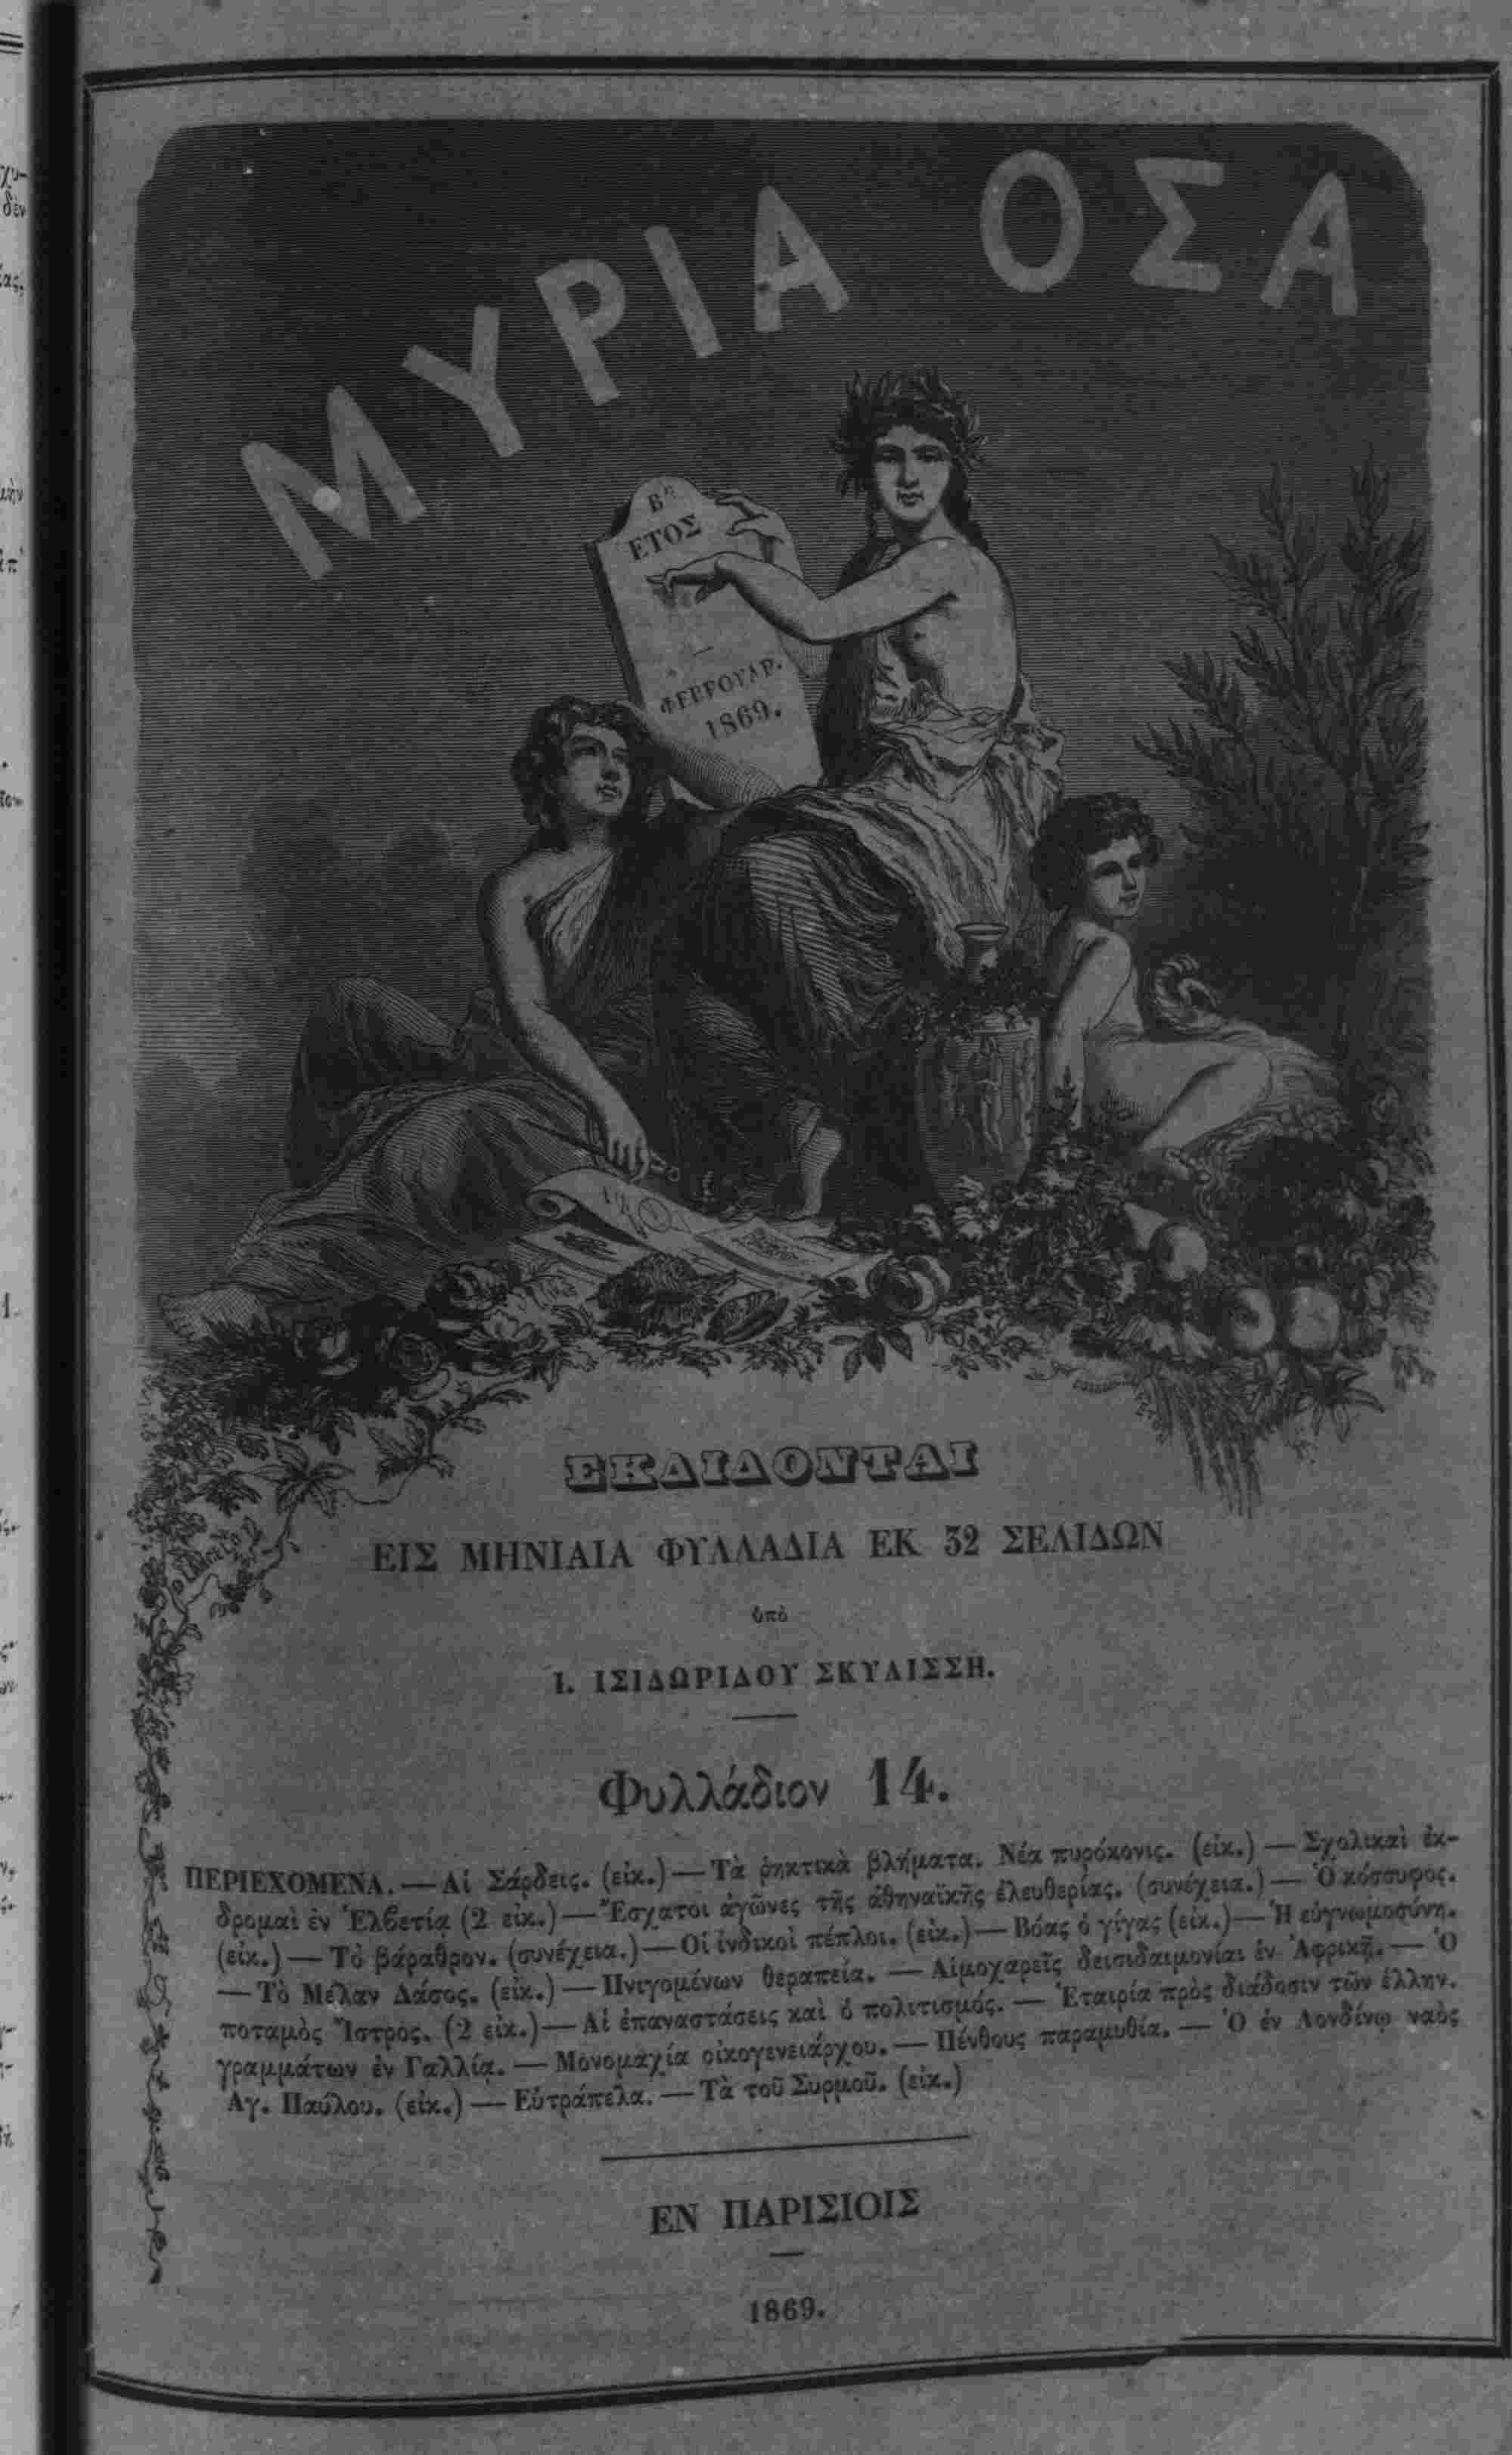 ΜΥΡΙΑ ΟΣΑ
Βον
ΕΤΟΣ
ΦΕΒΡΟΥΑΡ.
1869.
ΕΚΔΙΔΟΝΤΑΙ
ΕΙΣ ΜΗΝΙΑΙΑ ΦΥΛΛΑΔΙΑ ΕΚ 32 ΣΕΛΙΔΩΝ
ὑπὸ
Ι. ΙΣΙΔΩΡΙΔΟΥ ΣΚΥΛΙΣΣΗ.
Φυλλάδιον 14.
ΠΕΡΙΕΧΟΜΕΝΑ. — Αἱ Σάρδεις. (εἰκ.) — Τὰ ῥηκτικὰ βλήματα. Νέα πυρόκονις. (εἰκ.) — Σχολικαὶ ἐκ-
δρομαὶ ἐν Ἑλβετίᾳ (2 εἰκ.) — Ἔσχατοι ἀγῶνες τῆς ἀθηναϊκῆς ἐλευθερίας. (συνέχεια.) — Ὁ κόσσυφος.
(εἰκ.) — Τὸ βάραθρον. (συνέχεια.) — Οἱ ἰνδικοὶ πέπλοι. (εἰκ.) — Βόας ὁ γίγας (εἰκ.) — Ἡ εὐγνωμοσύνη.
— Τὸ Μέλαν Δάσος. (εἰκ.) — Πνιγομένων θεραπεία. — Αἱμοχαρεῖς δεισιδαιμονίαι ἐν Ἀφρικῇ. — Ὁ
ποταμὸς Ἴστρος. (2 εἰκ.) — Αἱ ἐπαναστάσεις καὶ ὁ πολιτισμός. — Ἑταιρία πρὸς διάδοσιν τῶν ἑλλην.
γραμμάτων ἐν Γαλλίᾳ. — Μονομαχία οἰκογενειάρχου. — Πένθους παραμυθία. — Ὁ ἐν Λονδίνῳ ναὸς
Ἁγ. Παύλου. (εἰκ.) — Εὐτράπελα. — Τὰ τοῦ Συρμοῦ. (εἰκ.)
ΕΝ ΠΑΡΙΣΙΟΙΣ
1869.